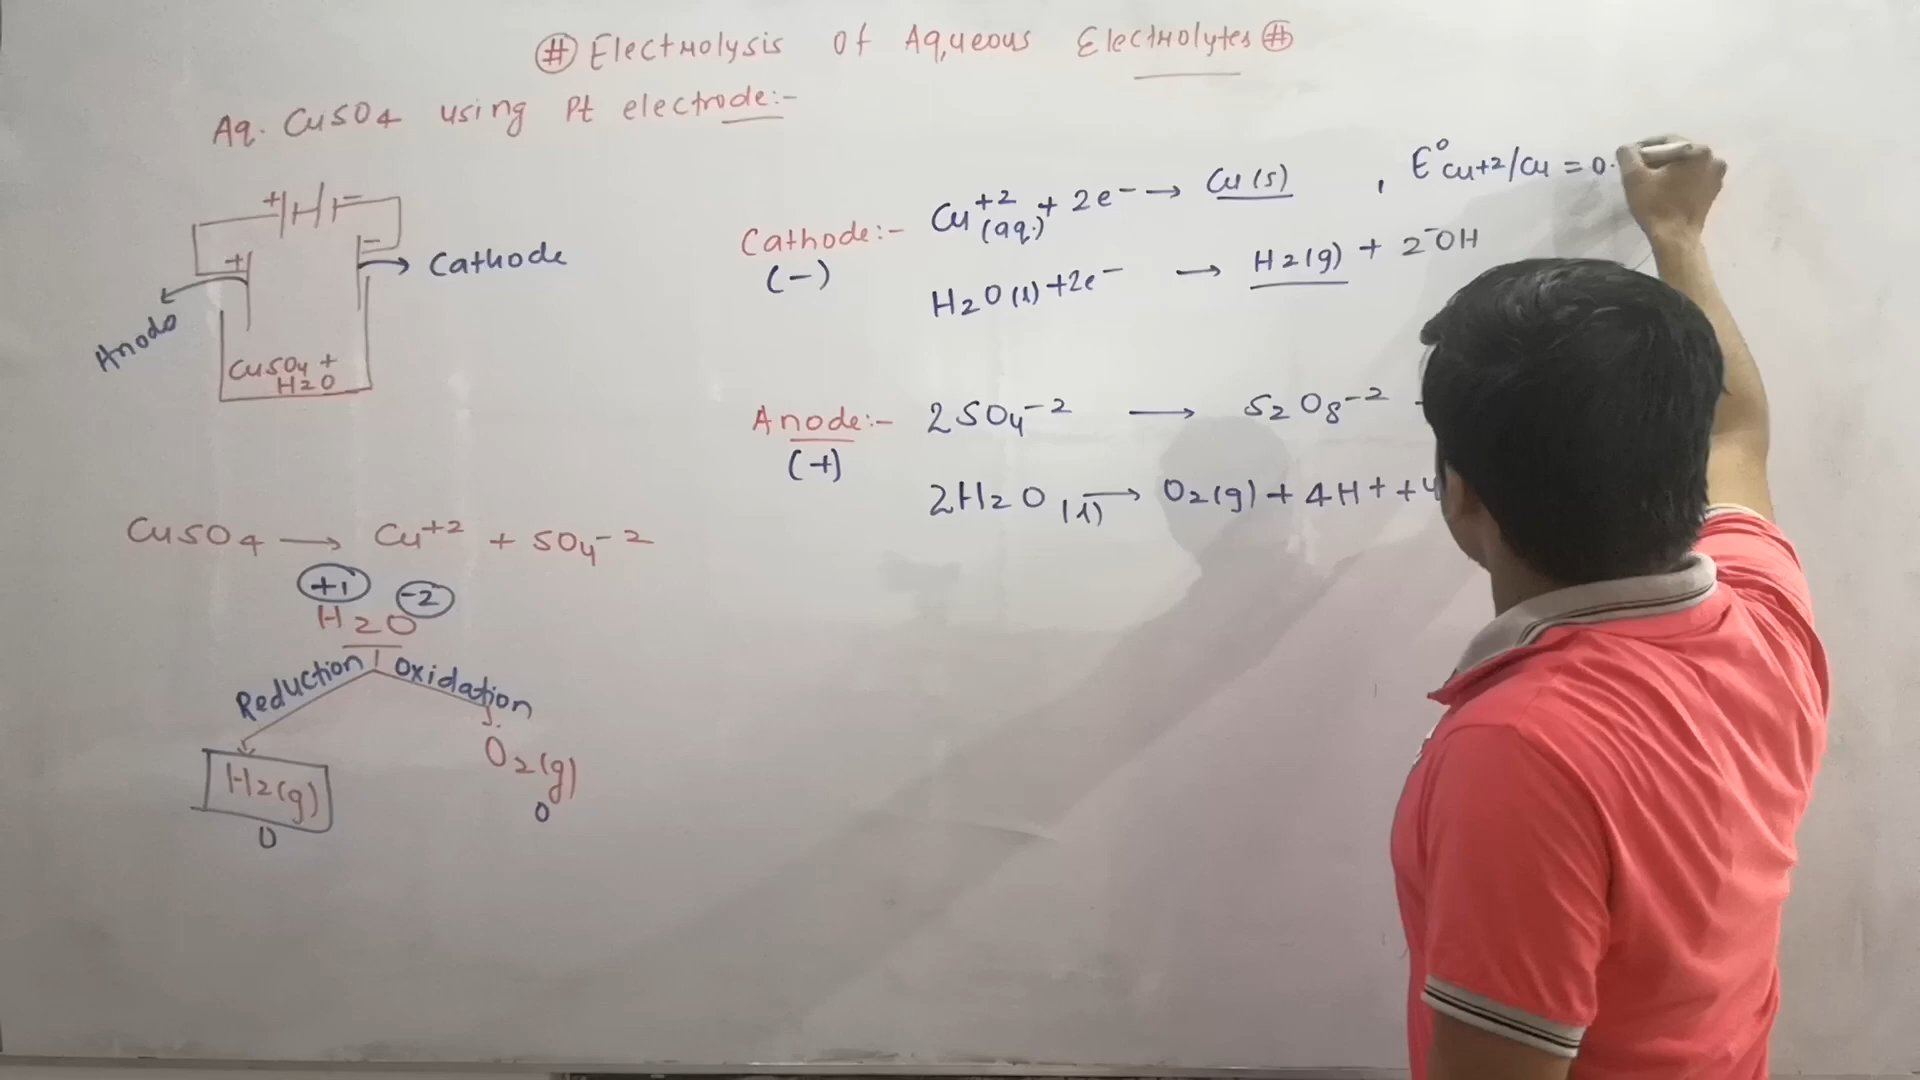 # Electrolysis of Aqueous Electrolytes #
Aq. CuSO4 using Pt electrode:-
+ -
+ -
Cathode
Anode
CuSO4 +
H2O
CuSO4 → Cu+2 + SO4-2
+1 -2
H2O
Reduction Oxidation
H2(g) O2(g)
0 0
Cathode:- Cu+2(aq.) + 2e- → Cu(s) , E°Cu+2/Cu = 0.
(-) H2O(l) + 2e- → H2(g) + 2-OH
Anode:- 2SO4-2 → S2O8-2
(+) 2H2O(l) → O2(g) + 4H+ + 4